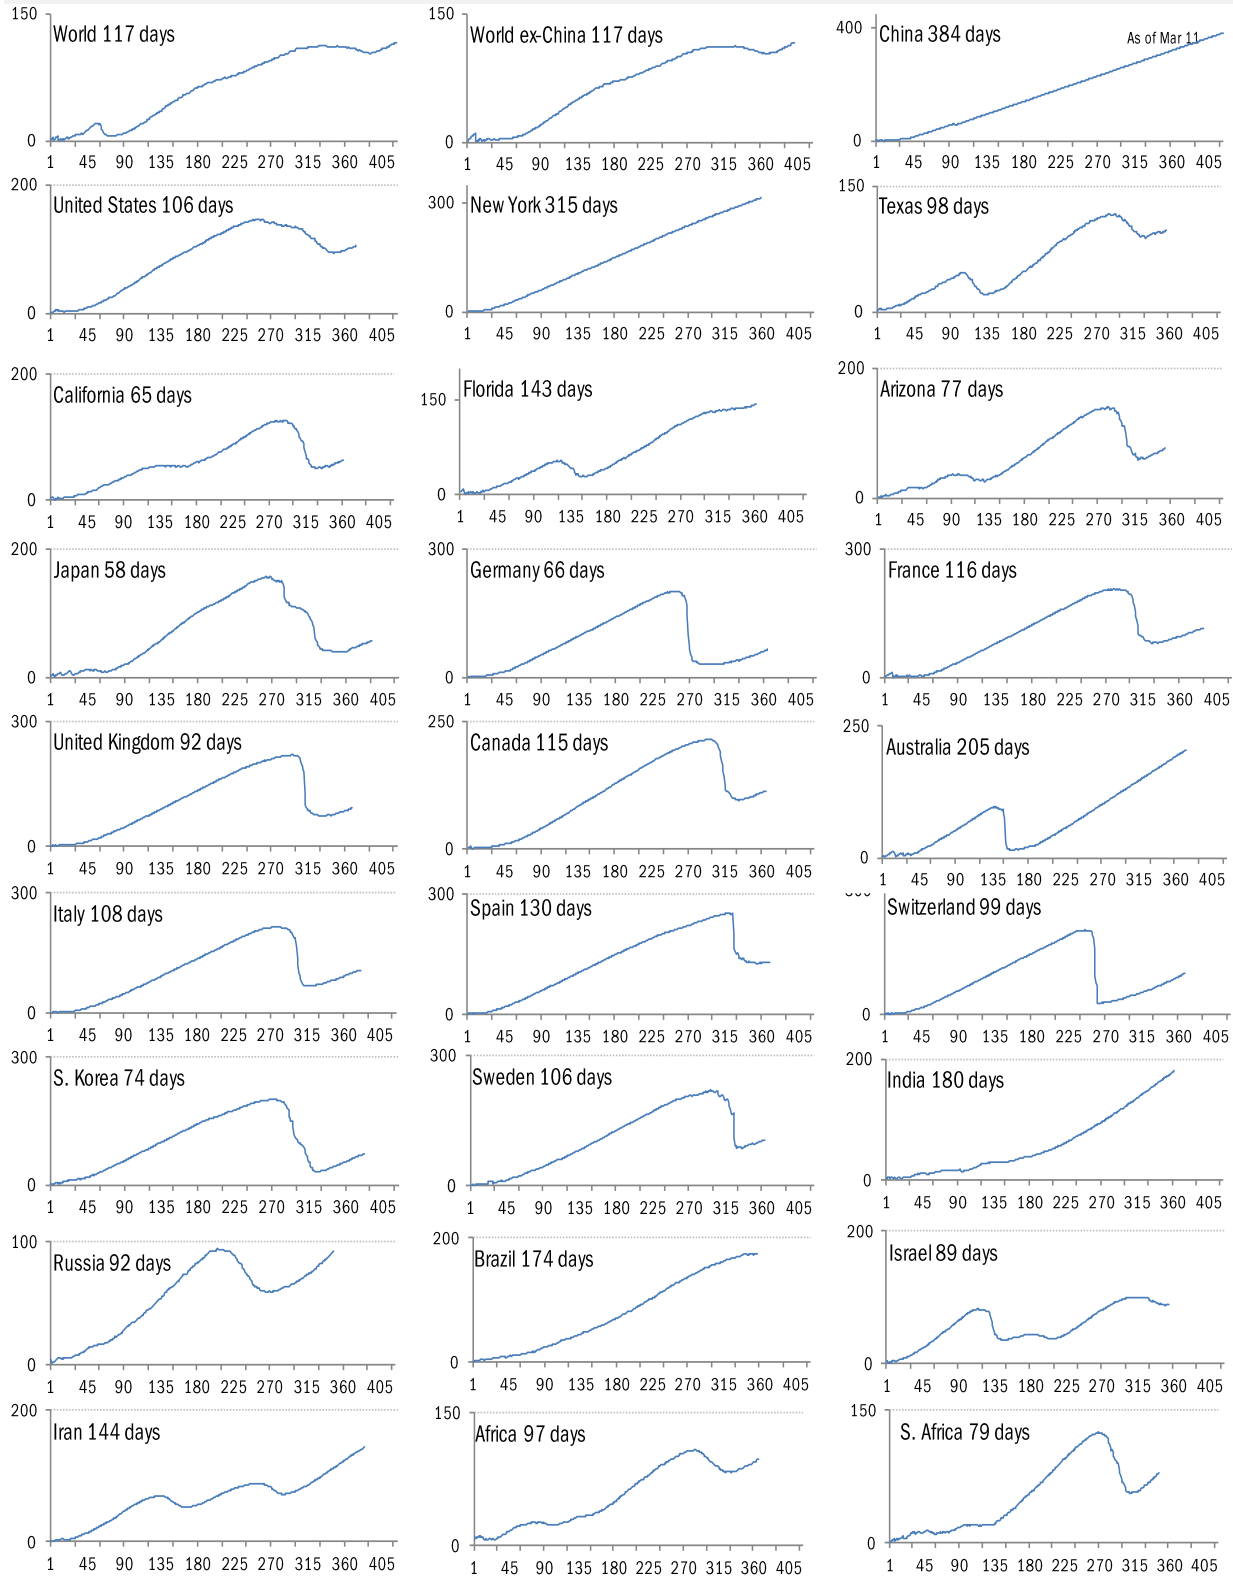 150 150
World 117 days World ex-China 117 days China 384 days As of Mar 11
400
0 0 0
1 45 90 135 180 225 270 315 360 405 1 45 90 135 180 225 270 315 360 405 1 45 90 135 180 225 270 315 360 405
200 150
United States 106 days New York 315 days Texas 98 days
300
0 0 0
1 45 90 135 180 225 270 315 360 405 1 45 90 135 180 225 270 315 360 405 1 45 90 135 180 225 270 315 360 405
200 200
California 65 days Florida 143 days Arizona 77 days
150
0 0 0
1 45 90 135 180 225 270 315 360 405 1 45 90 135 180 225 270 315 360 405 1 45 90 135 180 225 270 315 360 405
200 300 300
Japan 58 days Germany 66 days France 116 days
0 0 0
1 45 90 135 180 225 270 315 360 405 1 45 90 135 180 225 270 315 360 405 1 45 90 135 180 225 270 315 360 405
300 250 250
United Kingdom 92 days Canada 115 days Australia 205 days
0 0 0
1 45 90 135 180 225 270 315 360 405 1 45 90 135 180 225 270 315 360 405 1 45 90 135 180 225 270 315 360 405
300 300
Italy 108 days Spain 130 days Switzerland 99 days
0 0 0
1 45 90 135 180 225 270 315 360 405 1 45 90 135 180 225 270 315 360 405 1 45 90 135 180 225 270 315 360 405
300 300 200
S. Korea 74 days Sweden 106 days India 180 days
0 0 0
1 45 90 135 180 225 270 315 360 405 1 45 90 135 180 225 270 315 360 405 1 45 90 135 180 225 270 315 360 405
100 200 200
Russia 92 days Brazil 174 days Israel 89 days
0 0 0
1 45 90 135 180 225 270 315 360 405 1 45 90 135 180 225 270 315 360 405 1 45 90 135 180 225 270 315 360 405
200 150 150
Iran 144 days Africa 97 days S. Africa 79 days
0 0 0
1 45 90 135 180 225 270 315 360 405 1 45 90 135 180 225 270 315 360 405 1 45 90 135 180 225 270 315 360 405